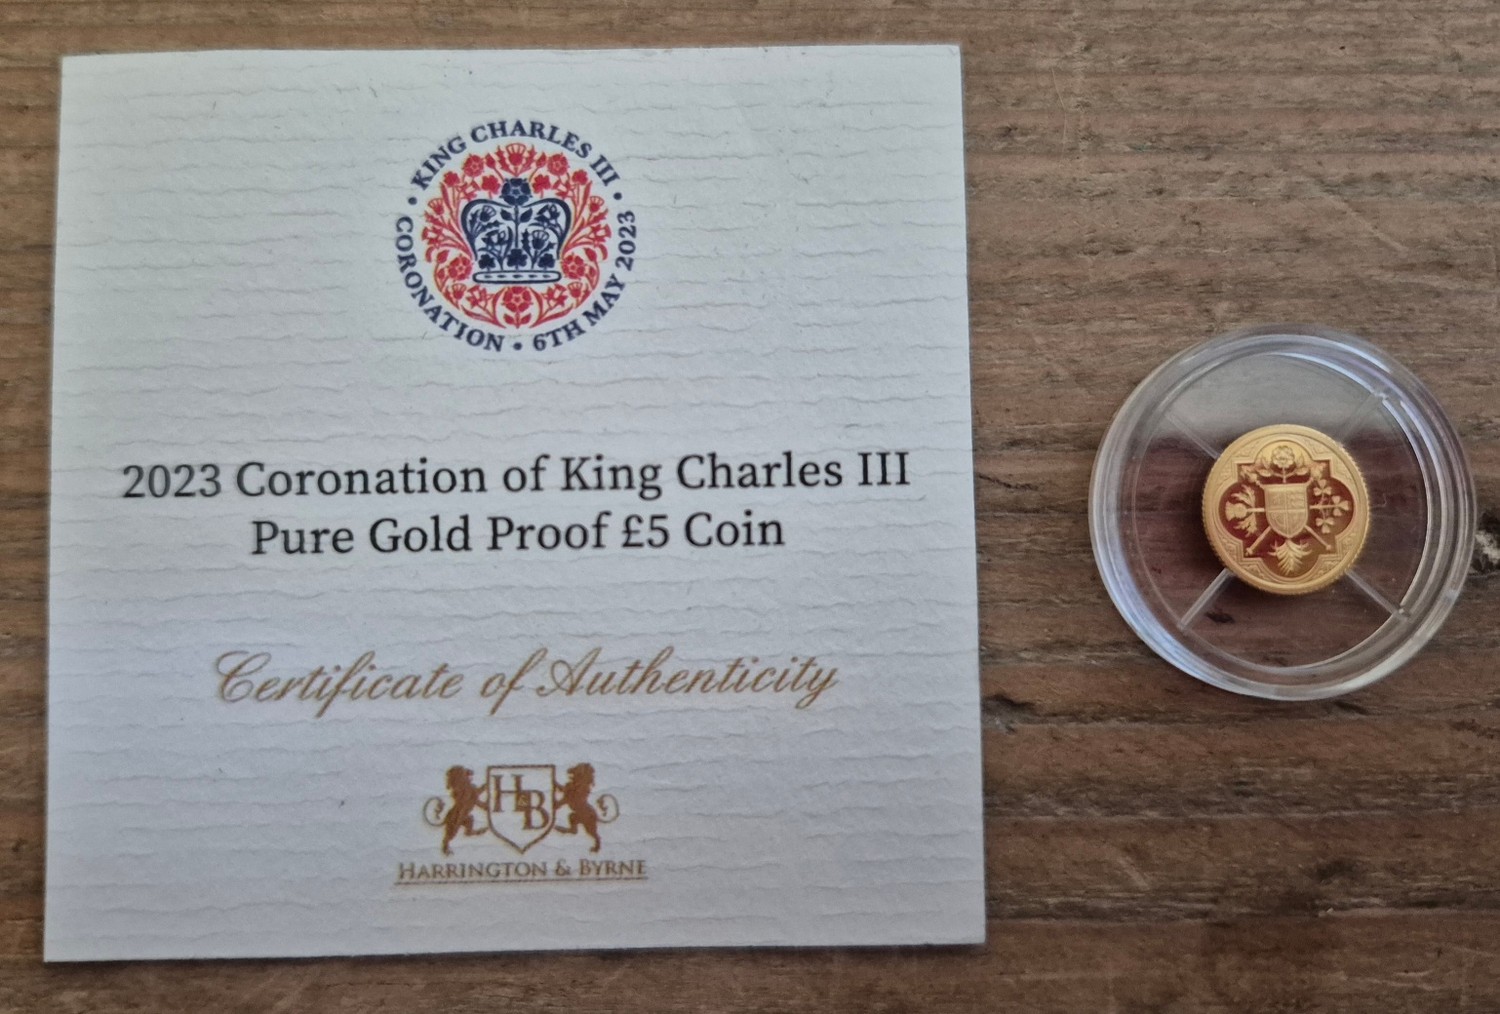 KING CHARLES III
CORONATION • 6TH MAY 2023
2023 Coronation of King Charles III
Pure Gold Proof £5 Coin
Certificate of Authenticity
H&B
HARRINGTON & BYRNE